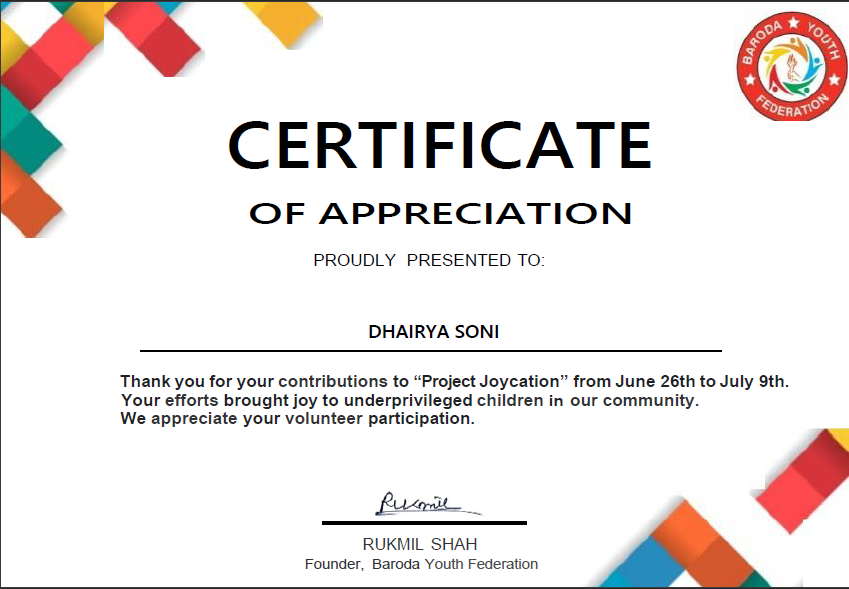 BARODA YOUTH
FEDERATION
CERTIFICATE
OF APPRECIATION
PROUDLY PRESENTED TO:
DHAIRYA SONI
Thank you for your contributions to “Project Joycation” from June 26th to July 9th.
Your efforts brought joy to underprivileged children in our community.
We appreciate your volunteer participation.
Rukmil
RUKMIL SHAH
Founder, Baroda Youth Federation